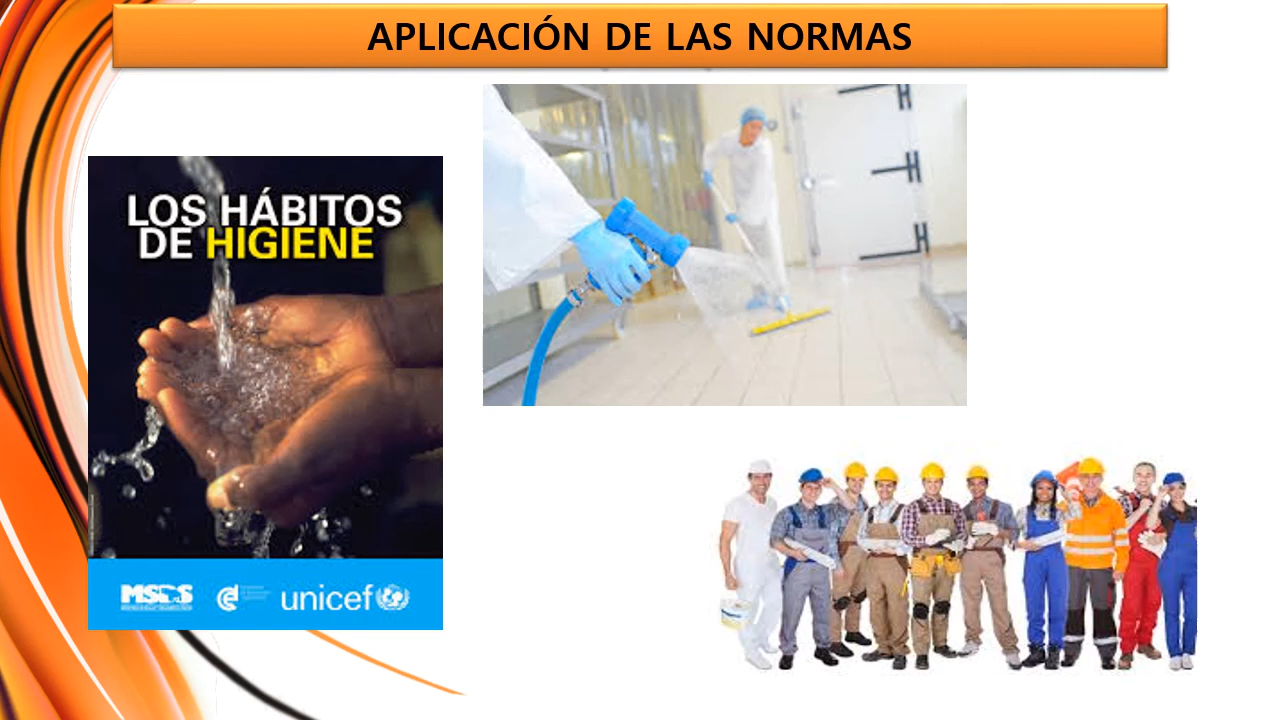 APLICACIÓN DE LAS NORMAS
LOS HÁBITOS
DE HIGIENE
MSDS
unicef